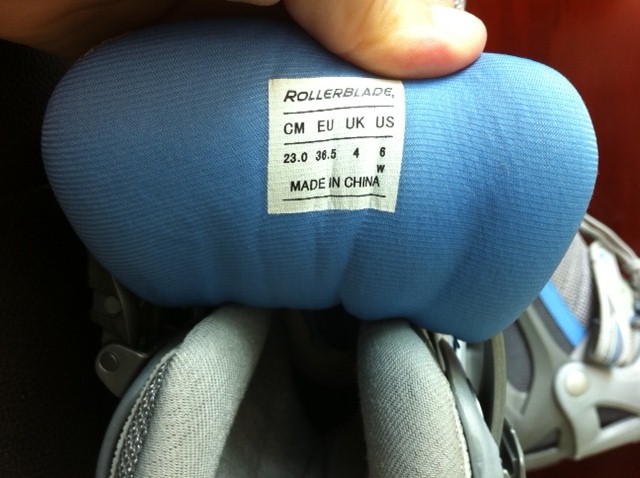 ROLLERBLADE.
CM EU UK US
23.0 36.5 4 6
W
MADE IN CHINA